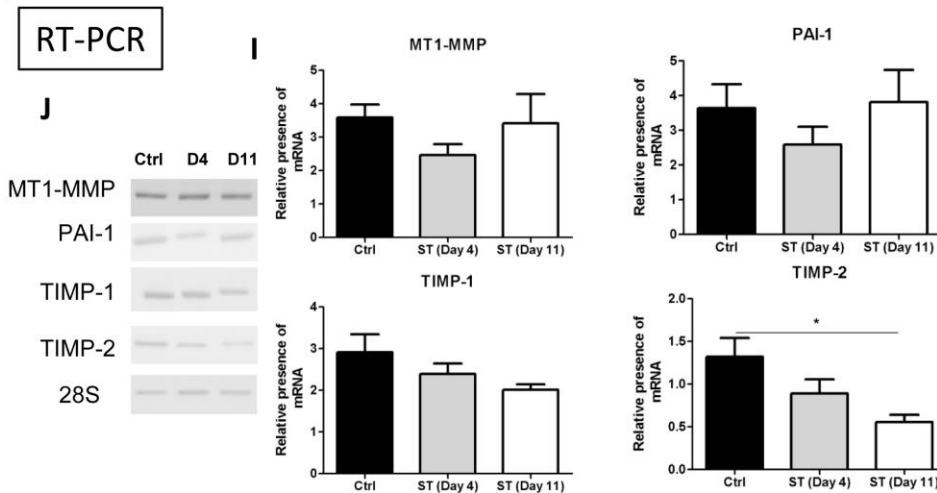 RT-PCR
J
Ctrl D4 D11
MT1-MMP
PAI-1
TIMP-1
TIMP-2
28S
I
MT1-MMP
Relative presence of
mRNA
5
4
3
2
1
0
Ctrl ST (Day 4) ST (Day 11)
PAI-1
Relative presence of
mRNA
5
4
3
2
1
0
Ctrl ST (Day 4) ST (Day 11)
TIMP-1
Relative presence of
mRNA
4
3
2
1
0
Ctrl ST (Day 4) ST (Day 11)
TIMP-2
Relative presence of
mRNA
2.0
1.5
1.0
0.5
0.0
*
Ctrl ST (Day 4) ST (Day 11)